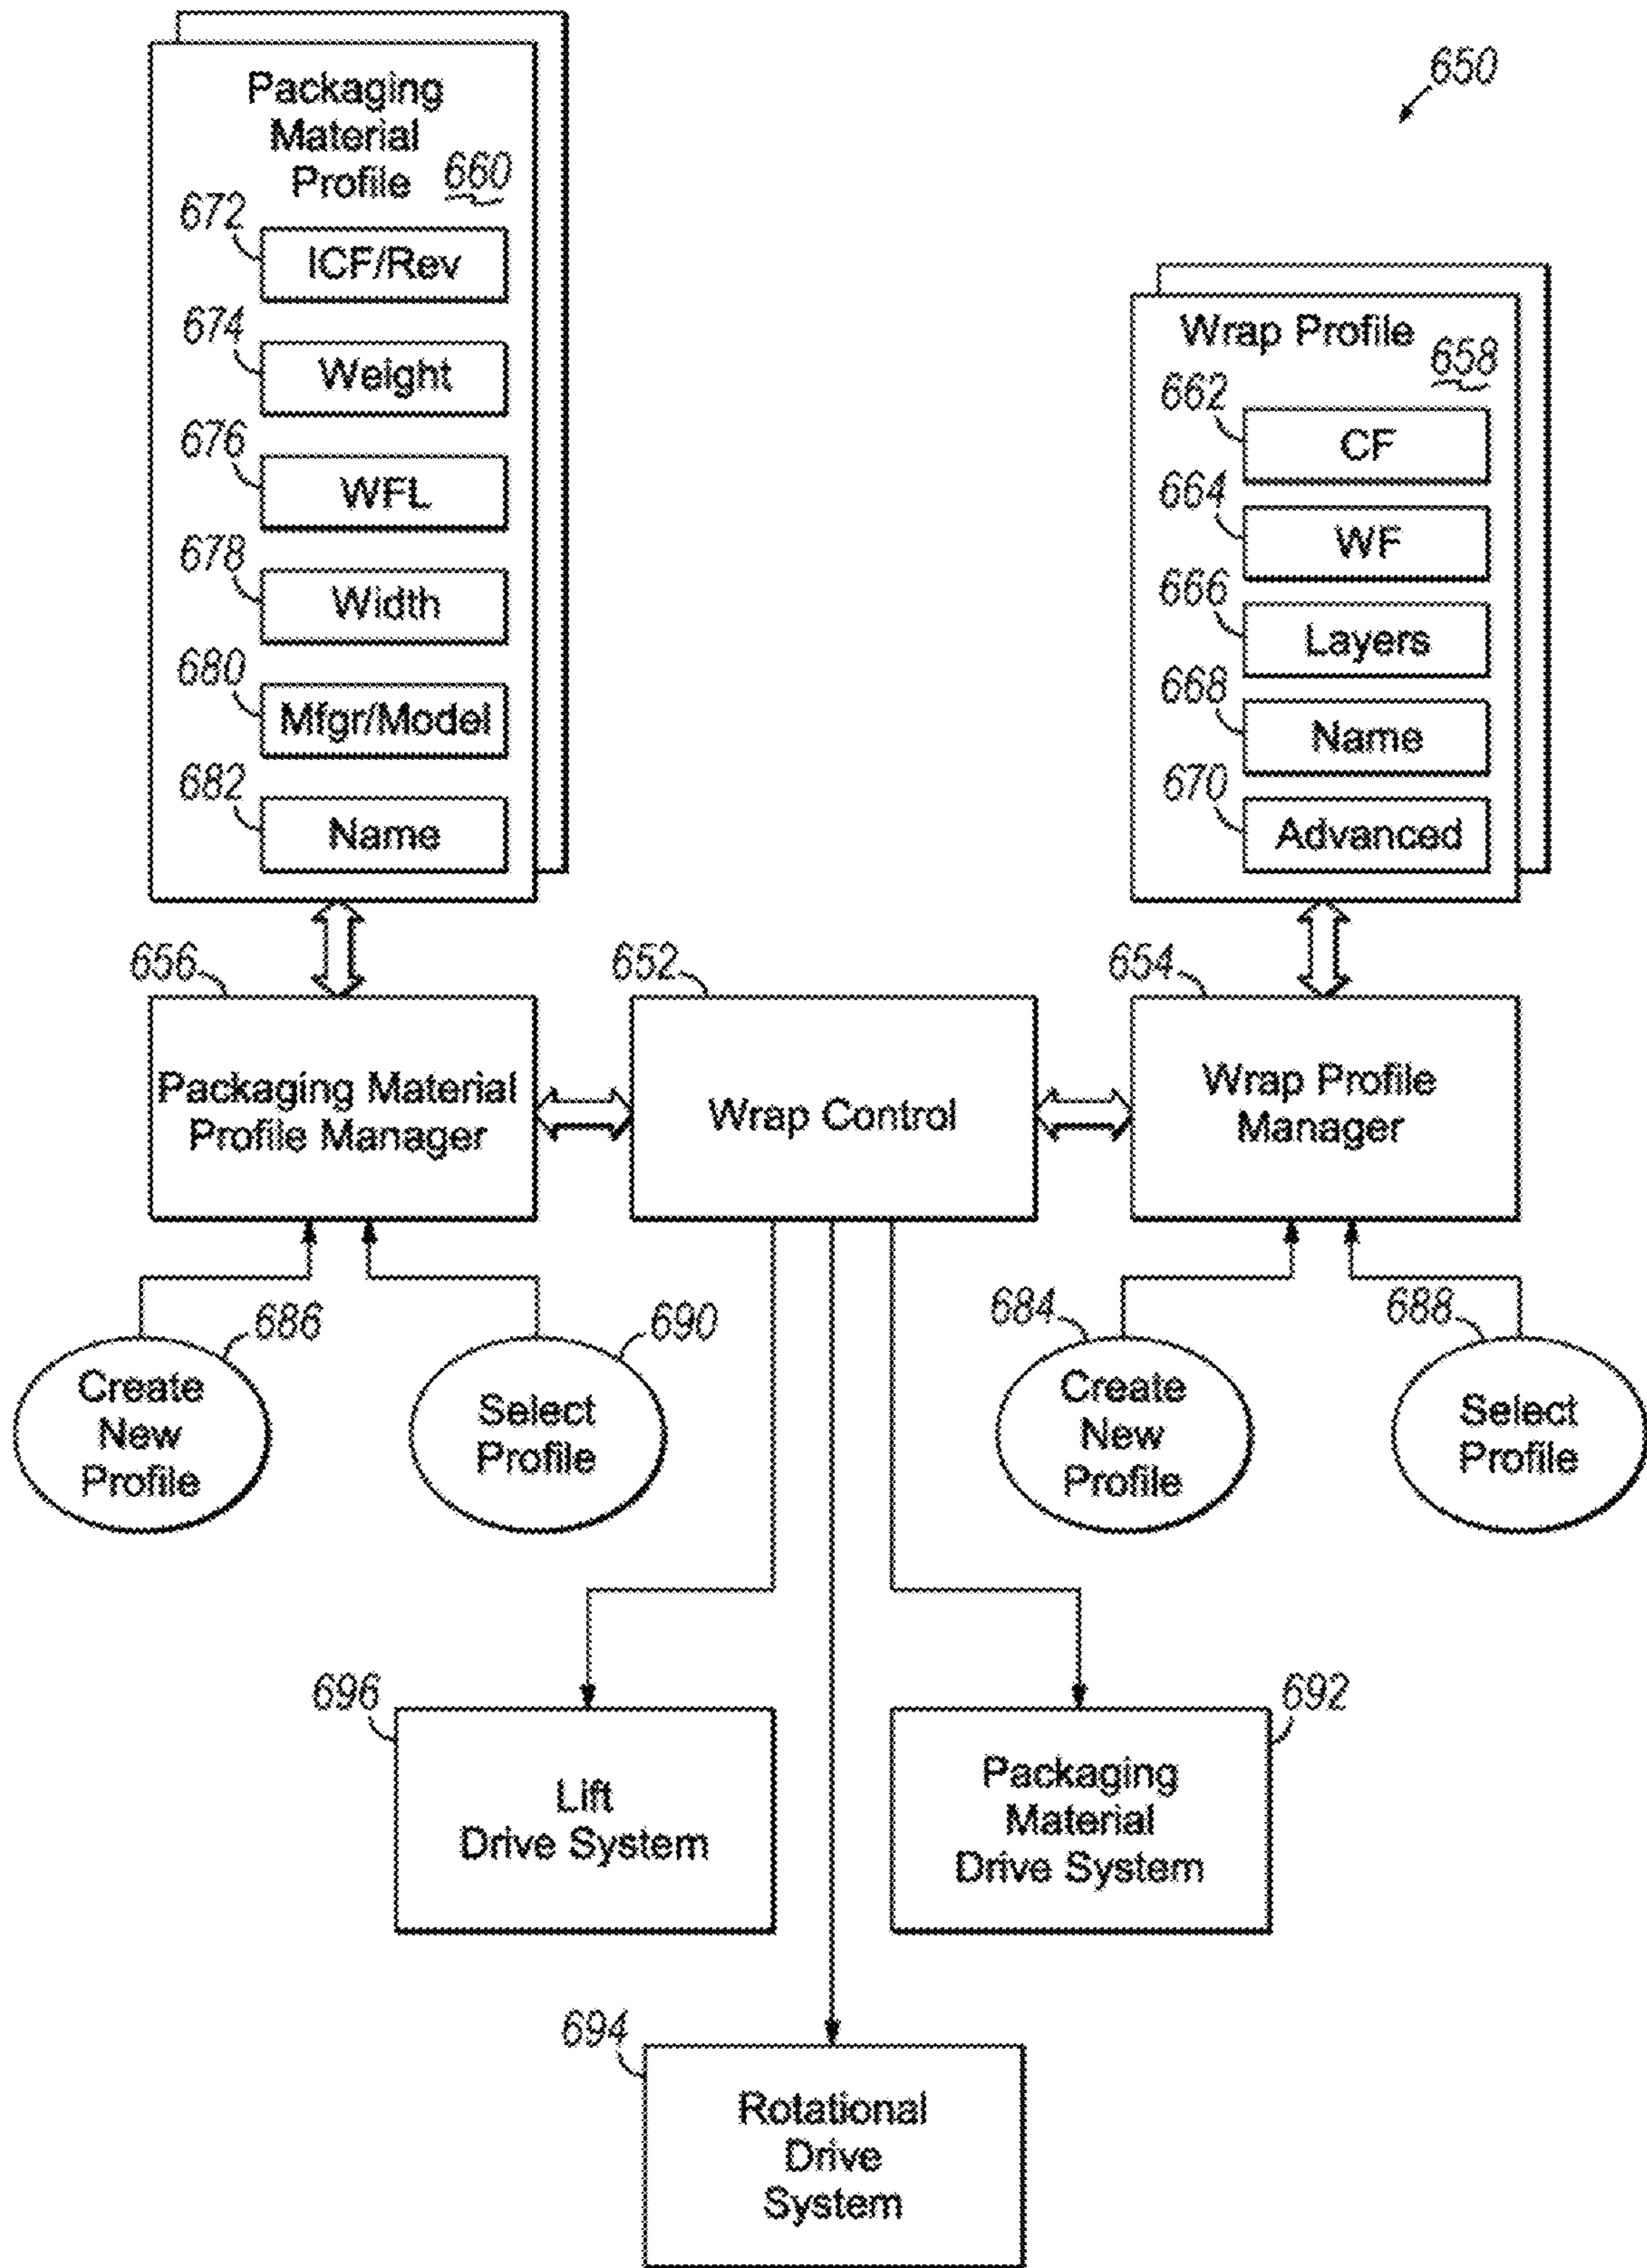 650
Packaging
Material
Profile
660
672
ICF/Rev
674
Weight
676
WFL
678
Width
680
Mfgr/Model
682
Name
Wrap Profile
658
662
CF
664
WF
666
Layers
668
Name
670
Advanced
656
Packaging Material
Profile Manager
652
Wrap Control
654
Wrap Profile
Manager
686
Create
New
Profile
690
Select
Profile
684
Create
New
Profile
688
Select
Profile
696
Lift
Drive System
692
Packaging
Material
Drive System
694
Rotational
Drive
System